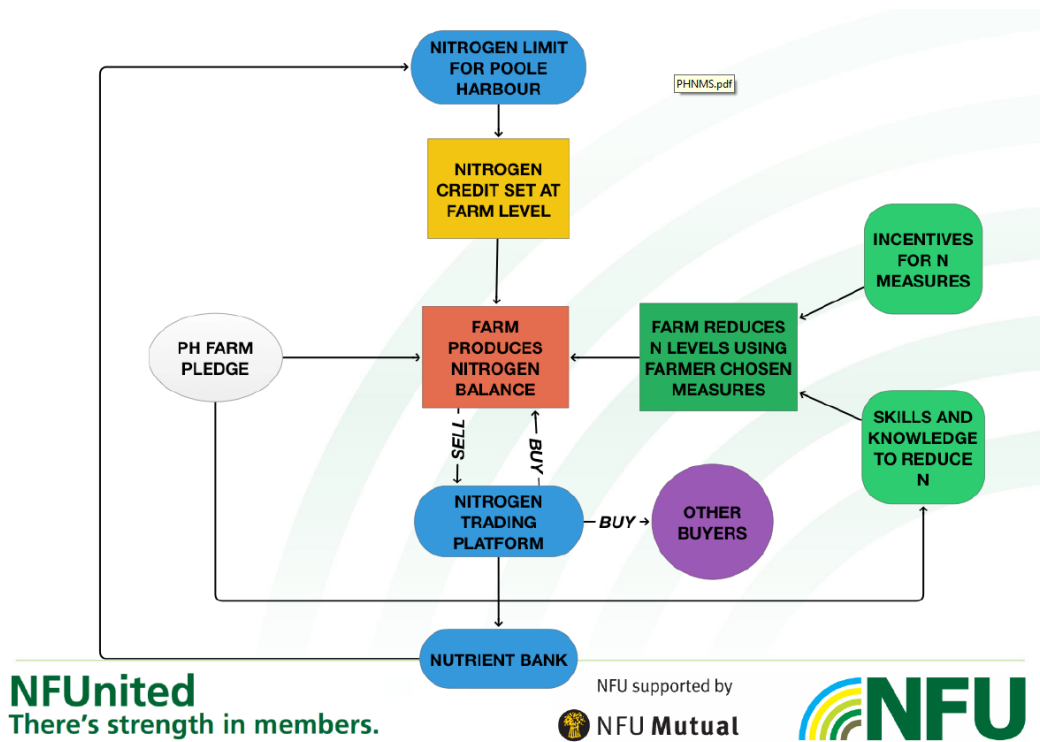 NITROGEN LIMIT
FOR POOLE
HARBOUR
PHNMS.pdf
NITROGEN
CREDIT SET AT
FARM LEVEL
INCENTIVES
FOR N
MEASURES
PH FARM
PLEDGE
FARM
PRODUCES
NITROGEN
BALANCE
FARM REDUCES
N LEVELS USING
FARMER CHOSEN
MEASURES
SKILLS AND
KNOWLEDGE
TO REDUCE
N
SELL
BUY
NITROGEN
TRADING
PLATFORM
BUY
OTHER
BUYERS
NUTRIENT BANK
NFUnited
There's strength in members.
NFU supported by
NFU Mutual
NFU